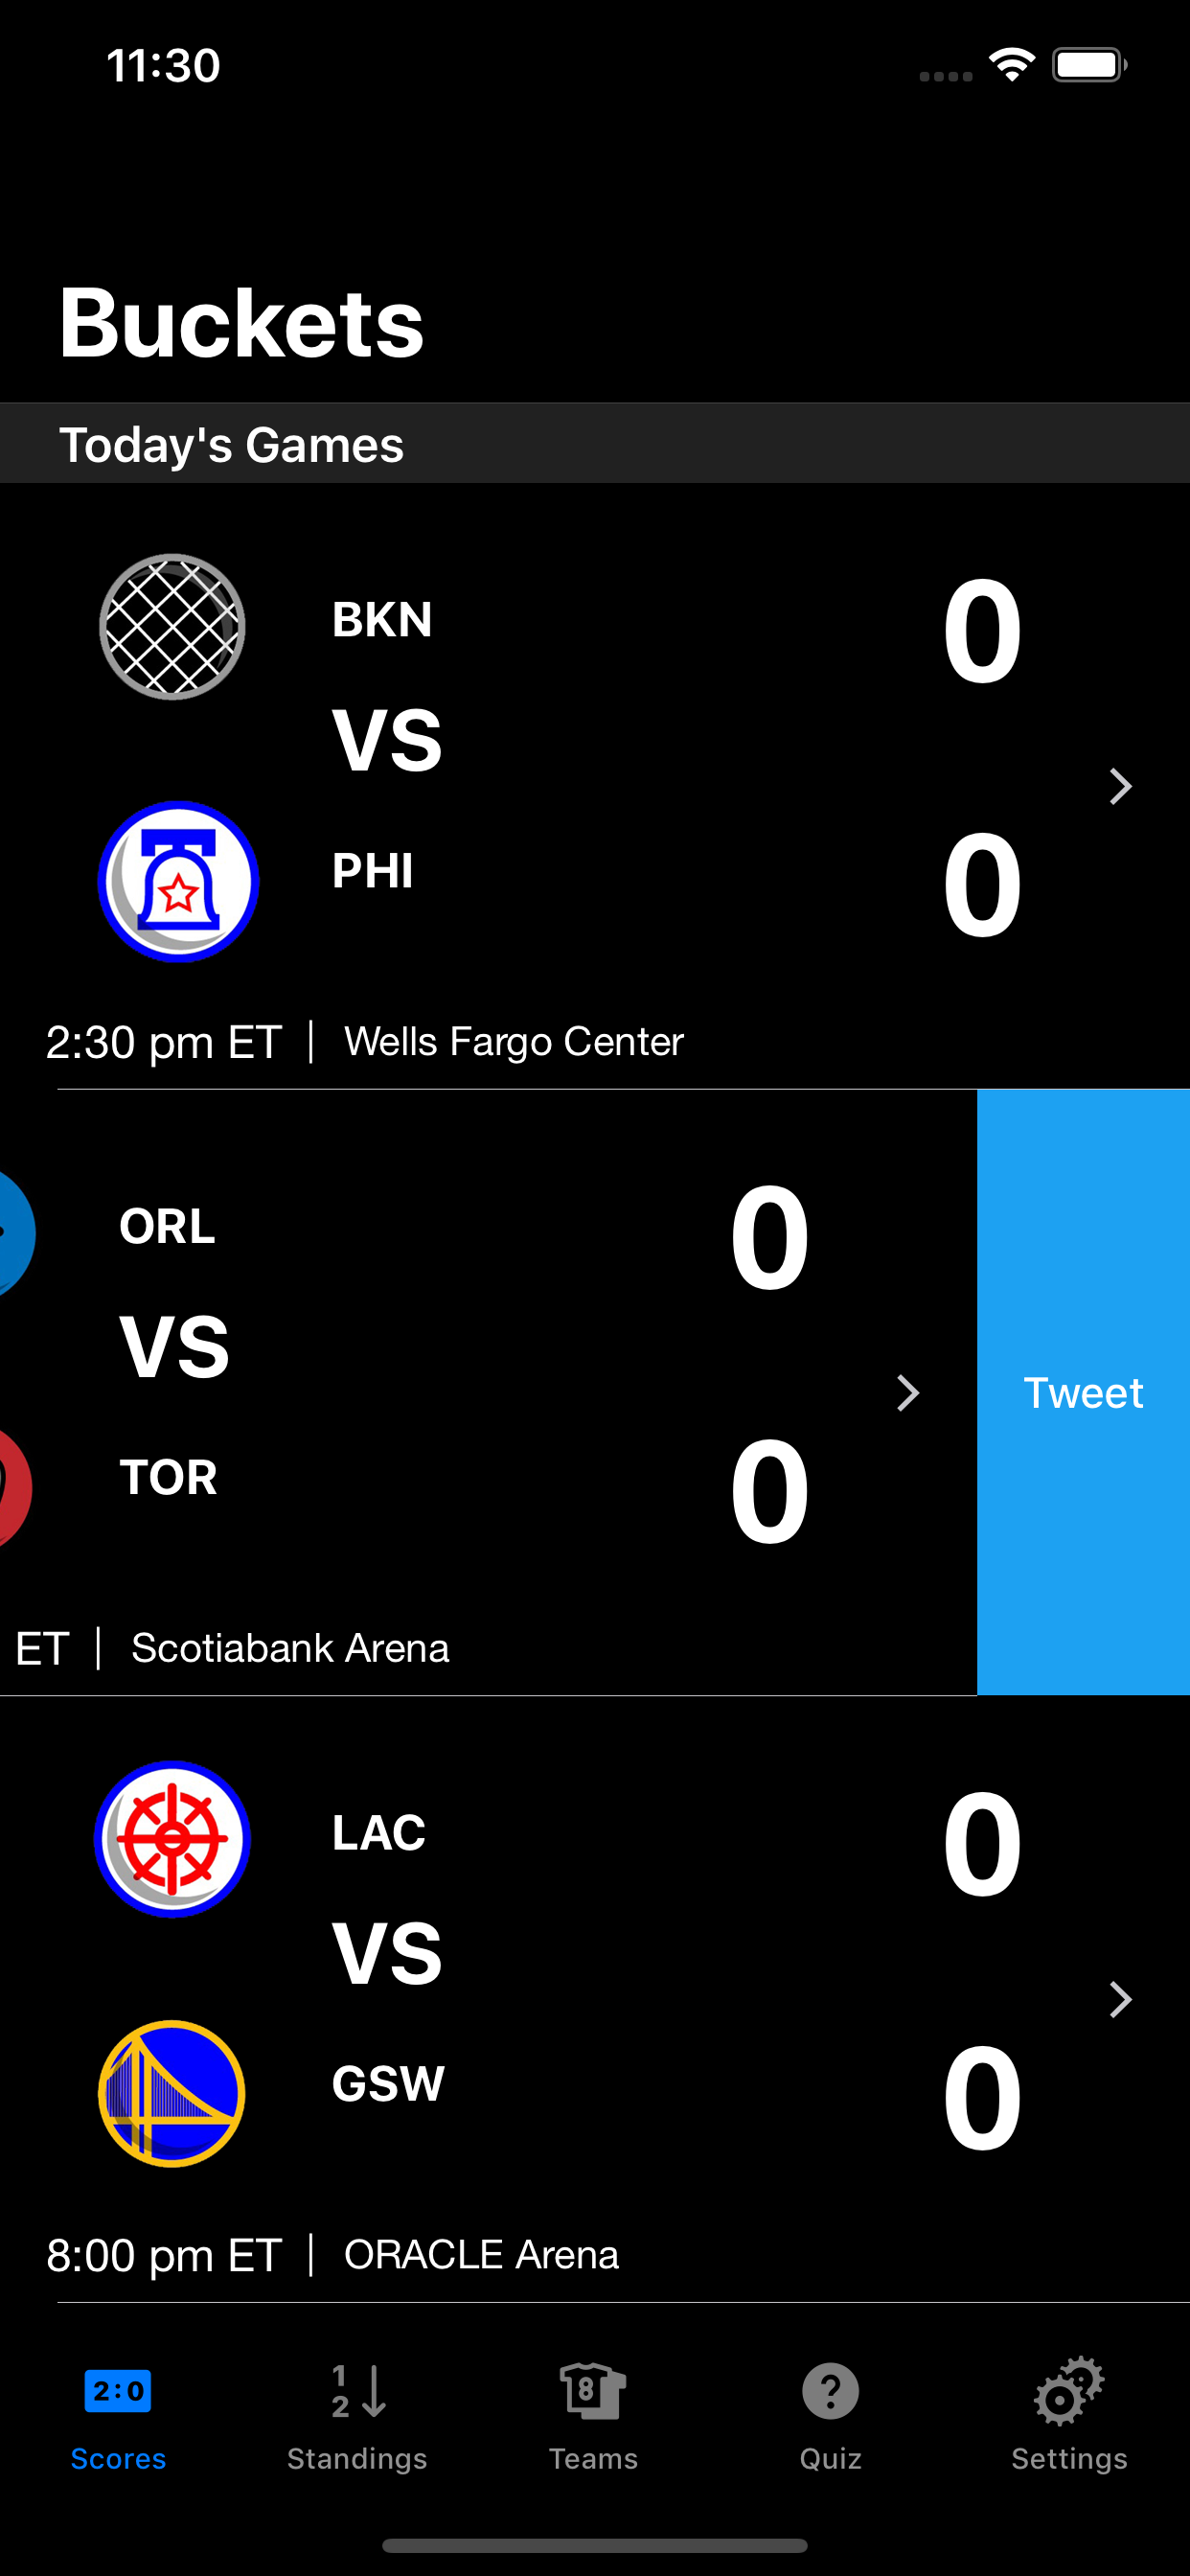 11:30
Buckets
Today's Games
BKN 0
VS
PHI 0
2:30 pm ET | Wells Fargo Center
ORL 0
VS
Tweet
TOR 0
ET | Scotiabank Arena
LAC 0
VS
GSW 0
8:00 pm ET | ORACLE Arena
2:0 1 2 8 ?
Scores Standings Teams Quiz Settings